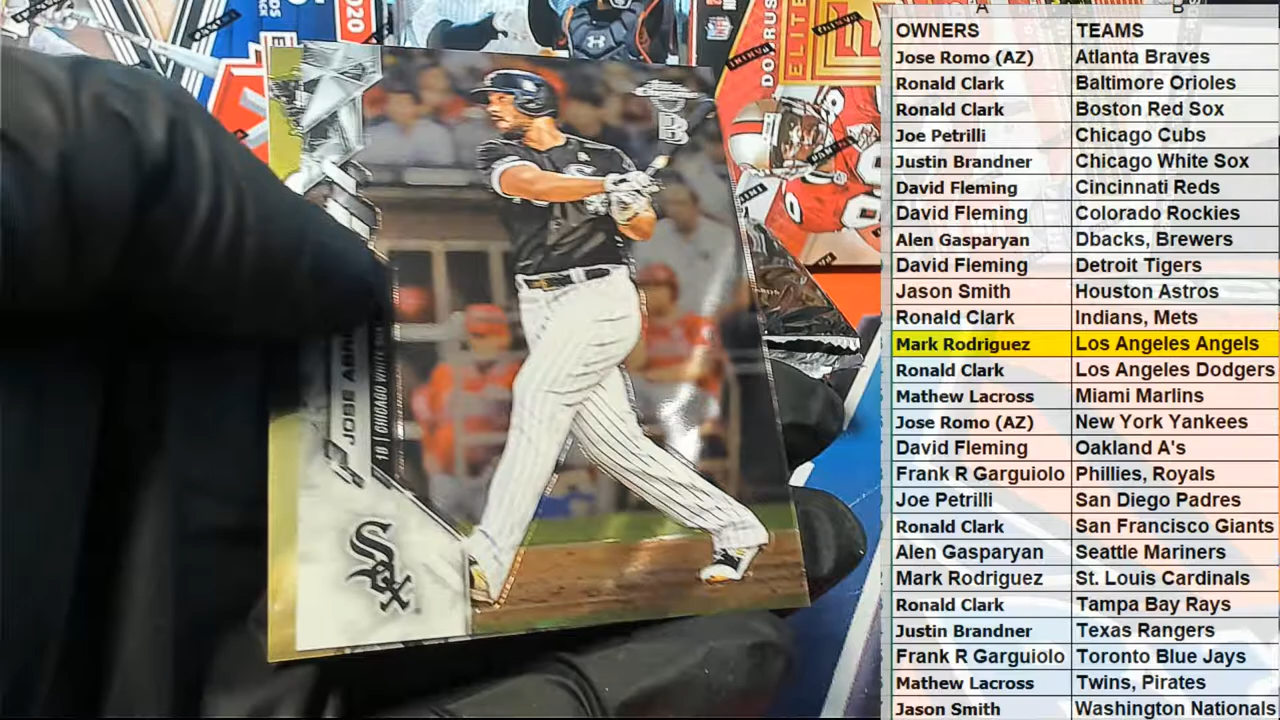 A B
OWNERS TEAMS
Jose Romo (AZ) Atlanta Braves
Ronald Clark Baltimore Orioles
Ronald Clark Boston Red Sox
Joe Petrilli Chicago Cubs
Justin Brandner Chicago White Sox
David Fleming Cincinnati Reds
David Fleming Colorado Rockies
Alen Gasparyan Dbacks, Brewers
David Fleming Detroit Tigers
Jason Smith Houston Astros
Ronald Clark Indians, Mets
Mark Rodriguez Los Angeles Angels
Ronald Clark Los Angeles Dodgers
Mathew Lacross Miami Marlins
Jose Romo (AZ) New York Yankees
David Fleming Oakland A's
Frank R Garguiolo Phillies, Royals
Joe Petrilli San Diego Padres
Ronald Clark San Francisco Giants
Alen Gasparyan Seattle Mariners
Mark Rodriguez St. Louis Cardinals
Ronald Clark Tampa Bay Rays
Justin Brandner Texas Rangers
Frank R Garguiolo Toronto Blue Jays
Mathew Lacross Twins, Pirates
Jason Smith Washington Nationals
2020
ELITE
JOSE
CHICAGO WHITE
Sox
B